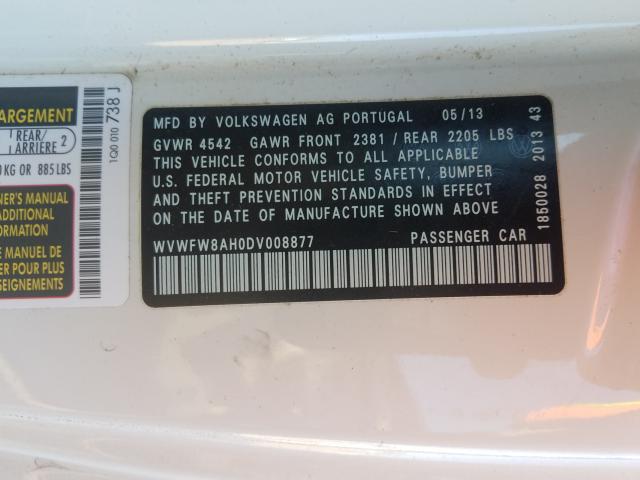 ARGEMENT
REAR/
ARRIERE 2
KG OR 885 LBS
NER'S MANUAL
ADDITIONAL
FORMATION
MANUEL DE
POUR PLUS
SEIGNEMENTS
1Q0 010 738 J
MFD BY VOLKSWAGEN AG PORTUGAL 05/13
GVWR 4542 GAWR FRONT 2381 / REAR 2205 LBS
THIS VEHICLE CONFORMS TO ALL APPLICABLE
U.S. FEDERAL MOTOR VEHICLE SAFETY, BUMPER
AND THEFT PREVENTION STANDARDS IN EFFECT
ON THE DATE OF MANUFACTURE SHOWN ABOVE
WVWFW8AH0DV008877 PASSENGER CAR
1850028 2013 43